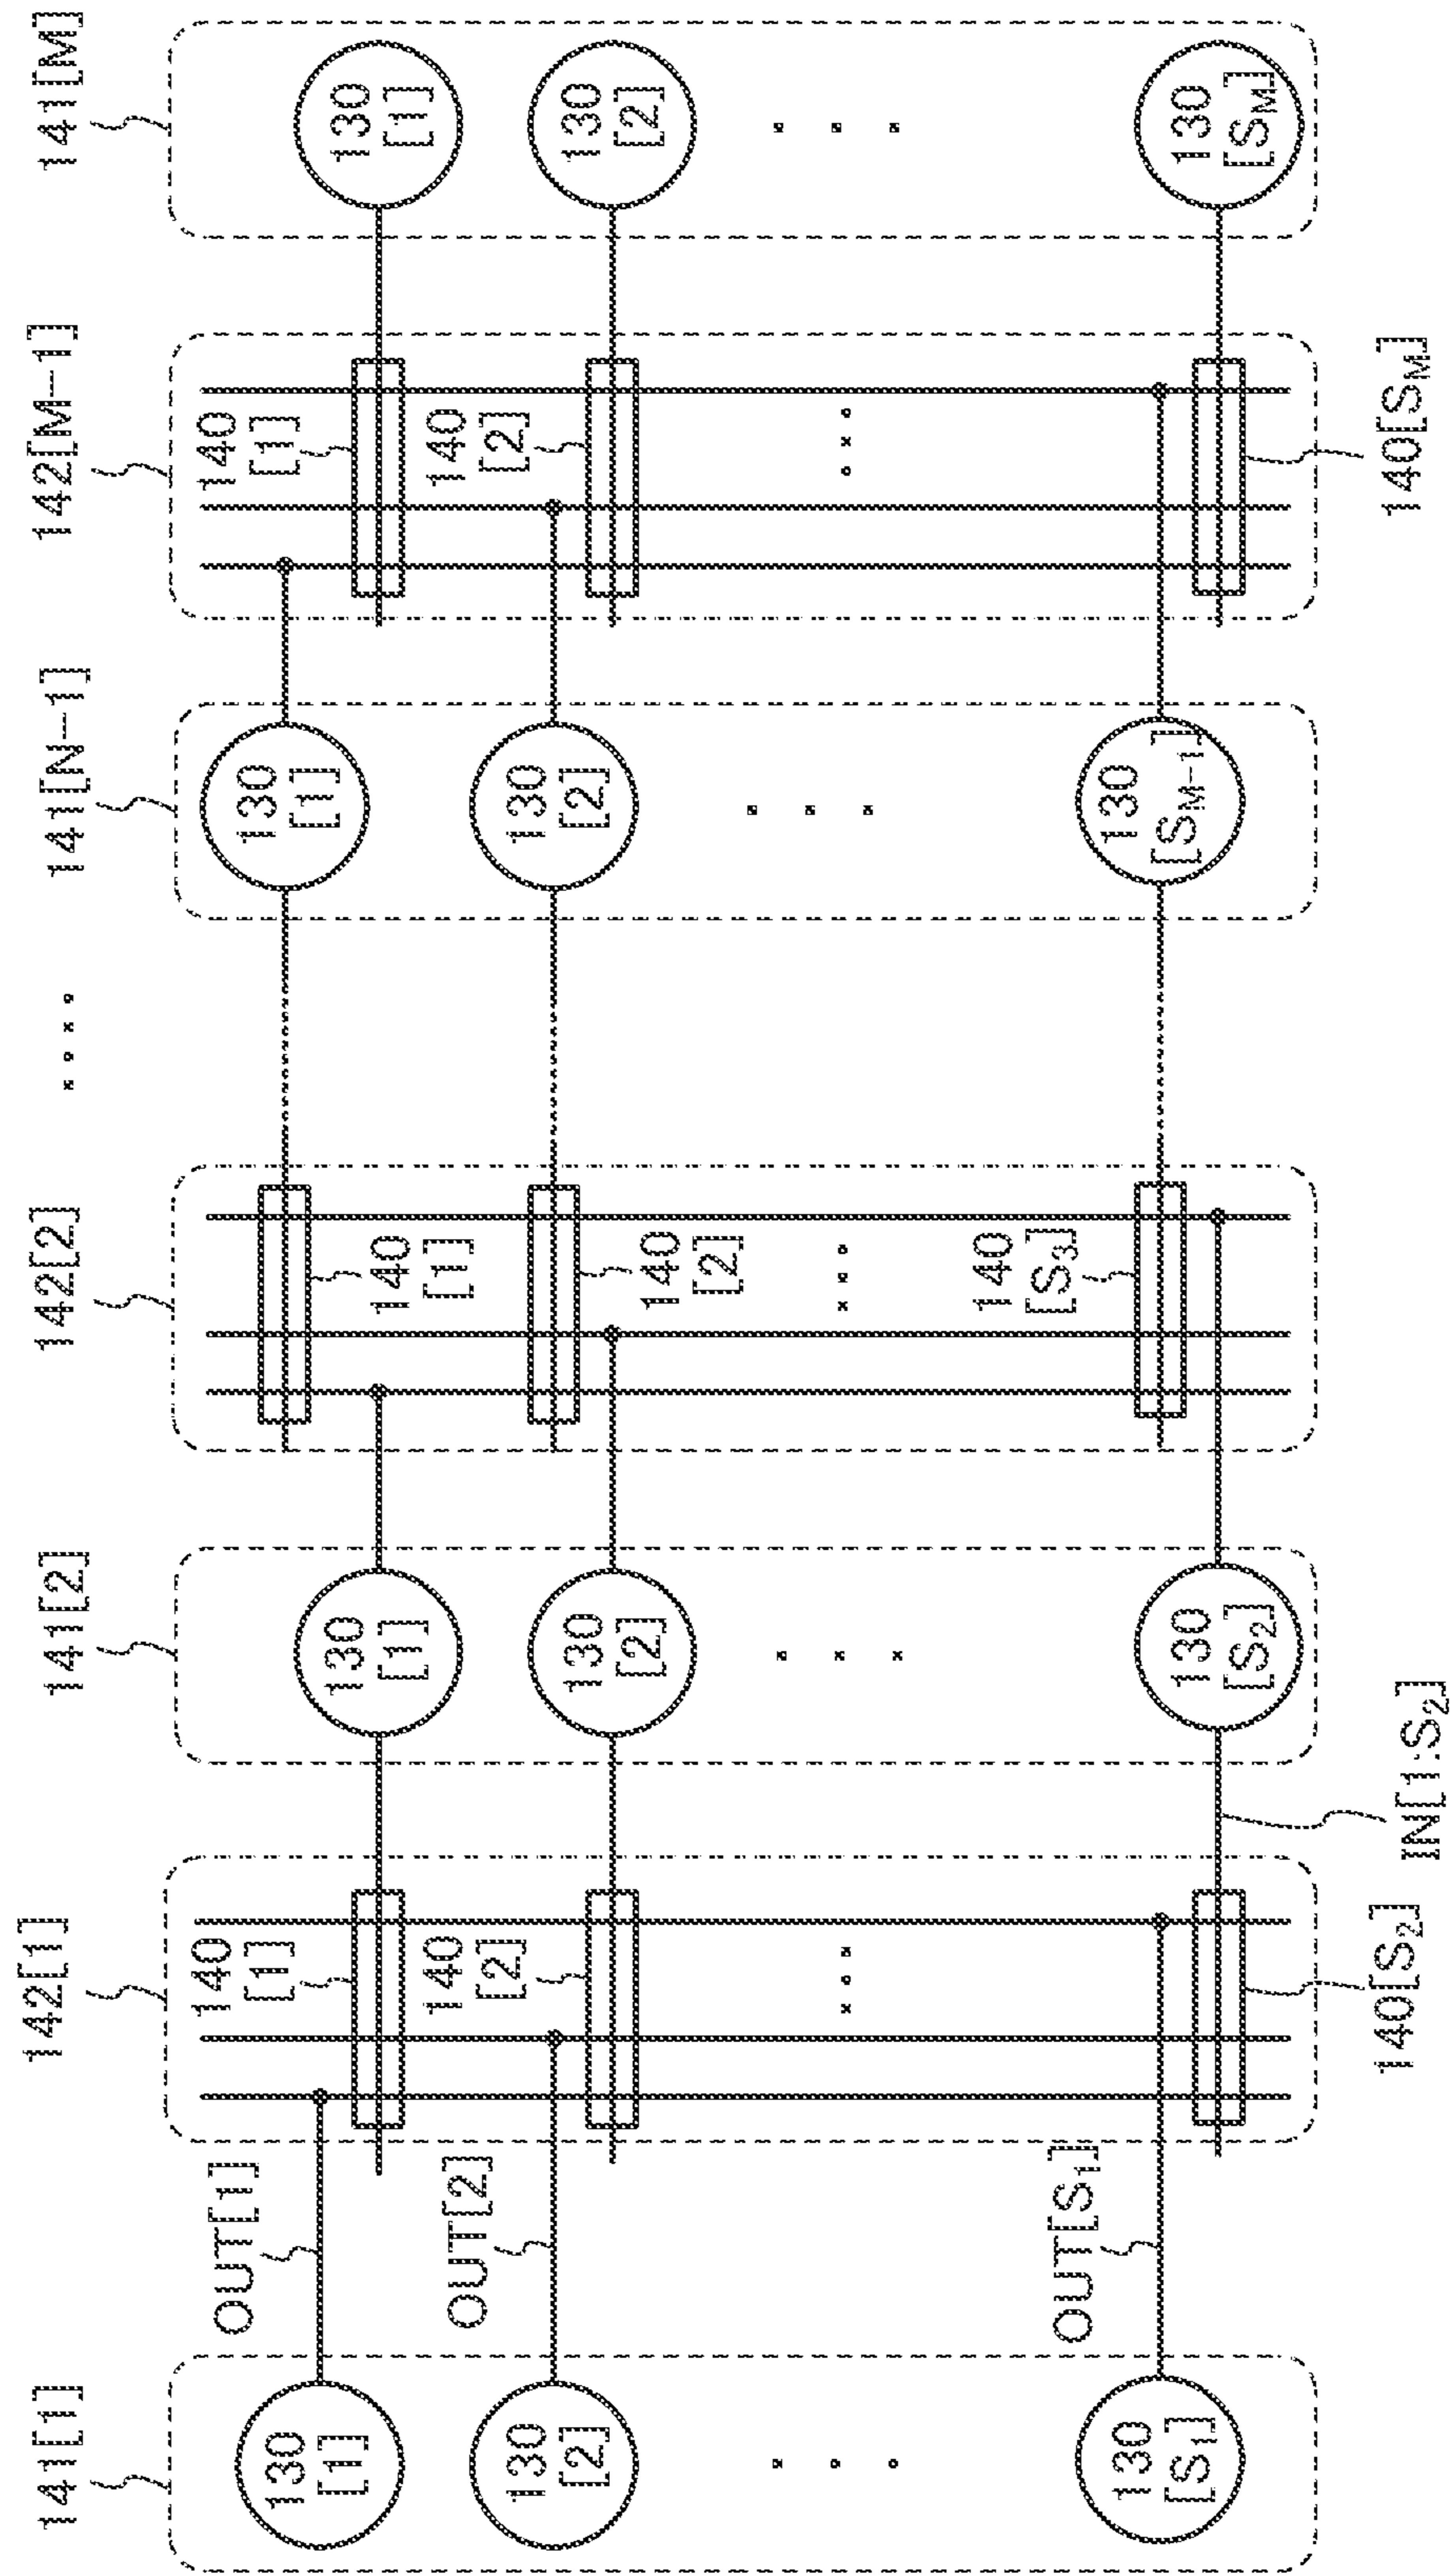 141[1]
142[1]
141[2]
142[2]
141[N-1]
142[M-1]
141[M]
130
[1]
130
[2]
130
[S1]
OUT[1]
OUT[2]
OUT[S1]
140
[1]
140
[2]
140[S2]
IN[1:S2]
130
[1]
130
[2]
130
[S2]
140
[1]
140
[2]
140
[S3]
130
[1]
130
[2]
130
[SM-1]
140
[1]
140
[2]
140[SM]
130
[1]
130
[2]
130
[SM]